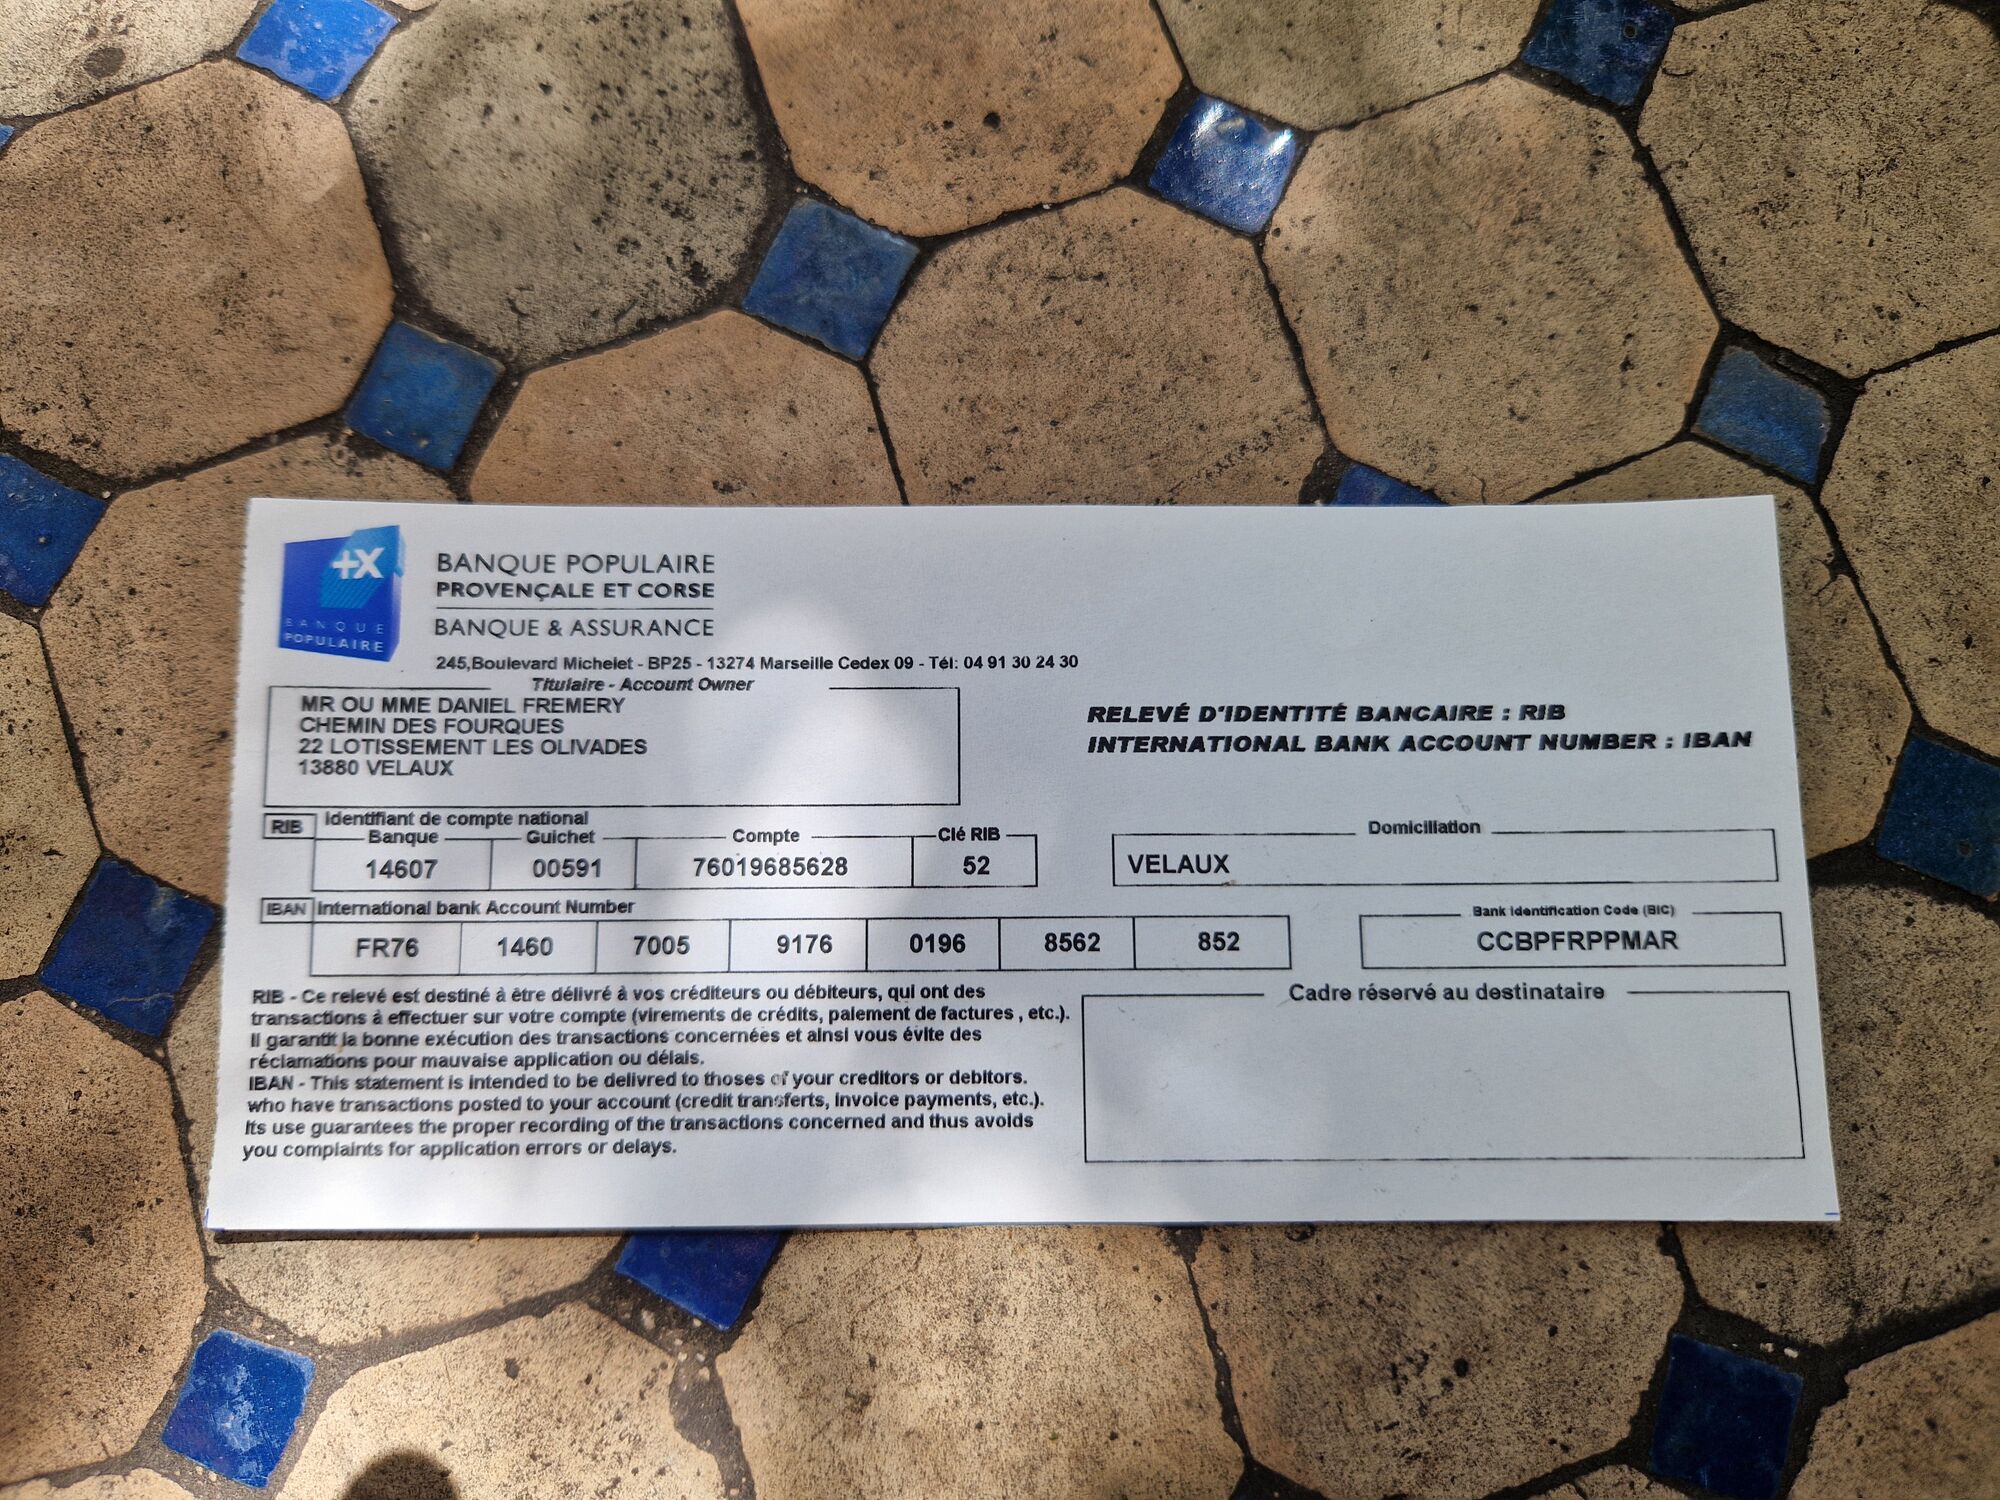 +X
BANQUE
POPULAIRE
BANQUE POPULAIRE
PROVENÇALE ET CORSE
BANQUE & ASSURANCE
245,Boulevard Michelet - BP25 - 13274 Marseille Cedex 09 - Tél: 04 91 30 24 30
Titulaire - Account Owner
MR OU MME DANIEL FREMERY
CHEMIN DES FOURQUES
22 LOTISSEMENT LES OLIVADES
13880 VELAUX
RELEVÉ D'IDENTITÉ BANCAIRE : RIB
INTERNATIONAL BANK ACCOUNT NUMBER : IBAN
RIB Identifiant de compte national
Banque Guichet Compte Clé RIB
14607 00591 76019685628 52
Domiciliation
VELAUX
IBAN International bank Account Number
FR76 1460 7005 9176 0196 8562 852
Bank Identification Code (BIC)
CCBPFRPPMAR
RIB - Ce relevé est destiné à être délivré à vos créditeurs ou débiteurs, qui ont des
transactions à effectuer sur votre compte (virements de crédits, paiement de factures , etc.).
Il garantit la bonne exécution des transactions concernées et ainsi vous évite des
réclamations pour mauvaise application ou délais.
IBAN - This statement is intended to be delivred to thoses of your creditors or debitors.
who have transactions posted to your account (credit transferts, invoice payments, etc.).
Its use guarantees the proper recording of the transactions concerned and thus avoids
you complaints for application errors or delays.
Cadre réservé au destinataire